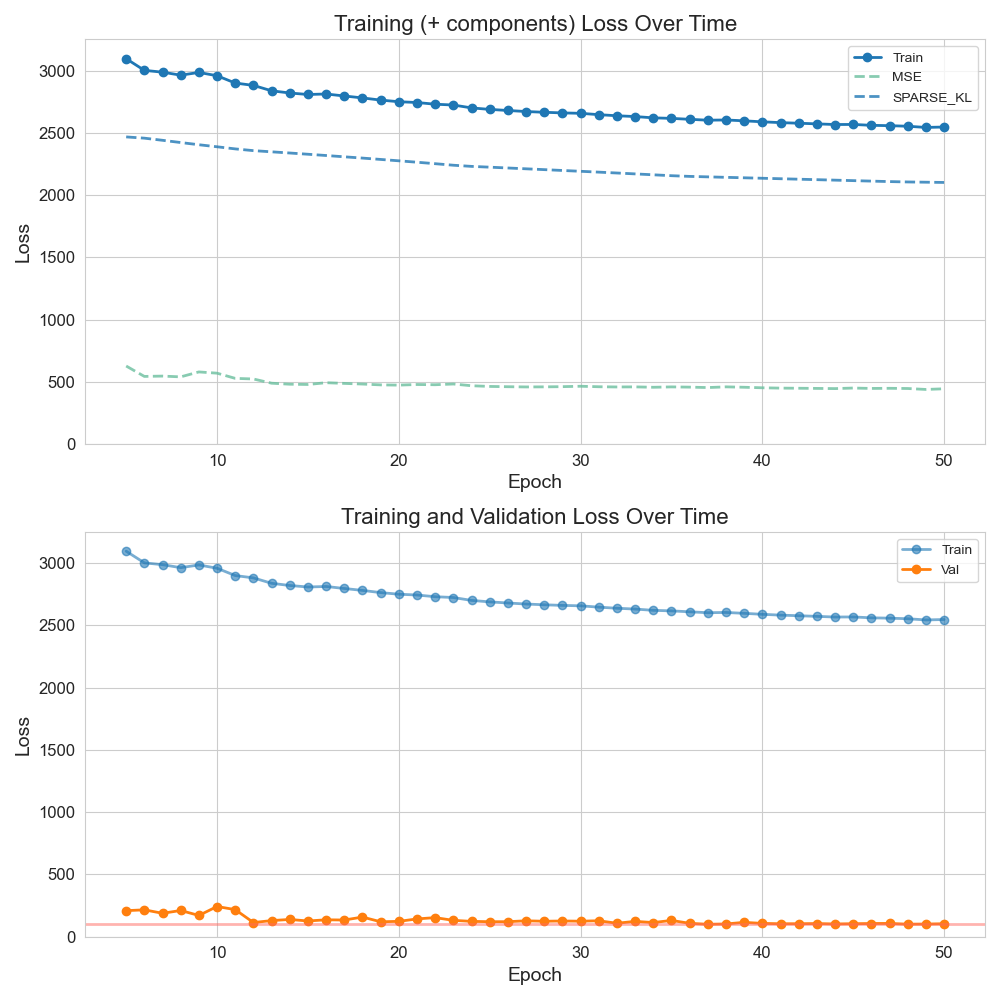 Training (+ components) Loss Over Time
Train
MSE
SPARSE_KL
3000
2500
2000
1500
1000
500
0
Loss
10 20 30 40 50
Epoch
Training and Validation Loss Over Time
Train
Val
3000
2500
2000
1500
1000
500
0
Loss
10 20 30 40 50
Epoch